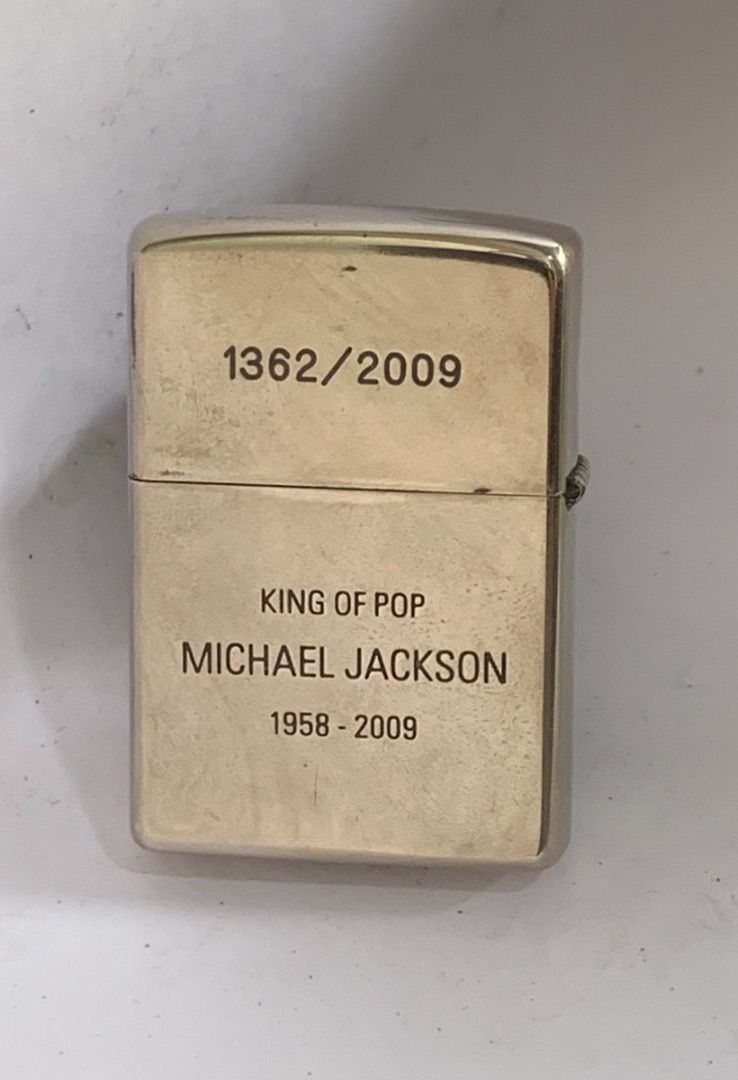 1362/2009
KING OF POP
MICHAEL JACKSON
1958 - 2009